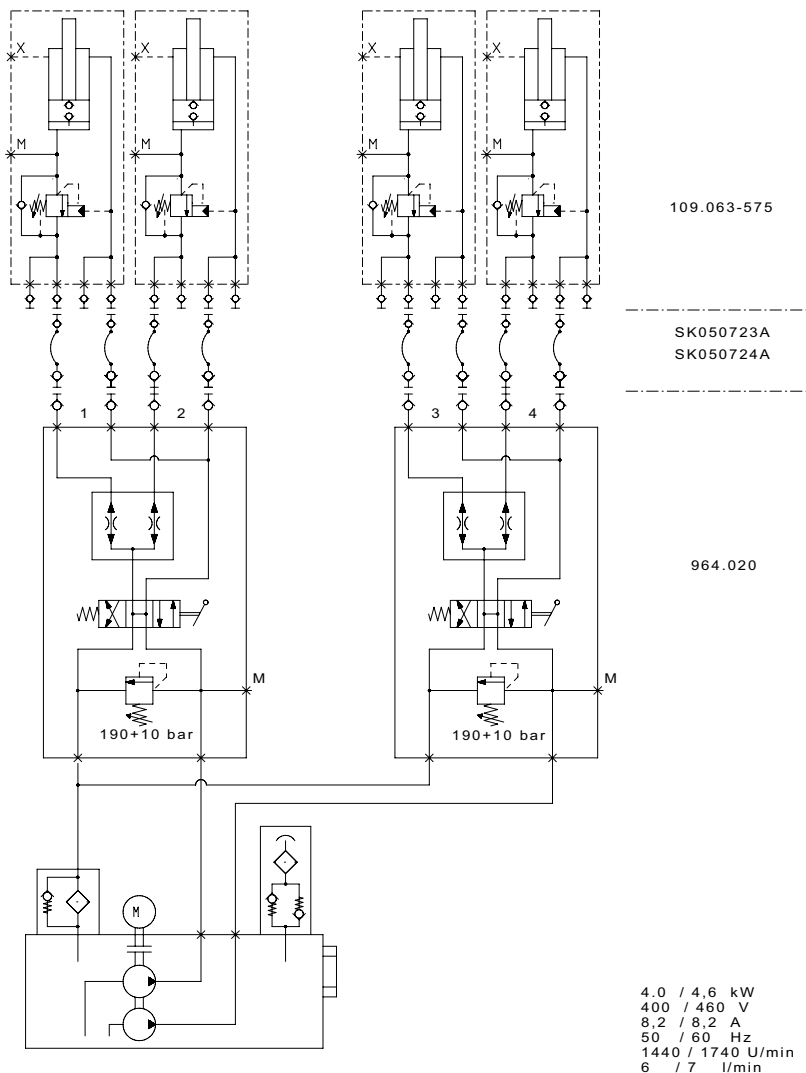 X
X
X
X
M
M
M
M
109.063-575
SK050723A
SK050724A
1
2
3
4
964.020
M
M
190+10 bar
190+10 bar
M
4.0 / 4,6 kW
400 / 460 V
8,2 / 8,2 A
50 / 60 Hz
1440 / 1740 U/min
6 / 7 l/min